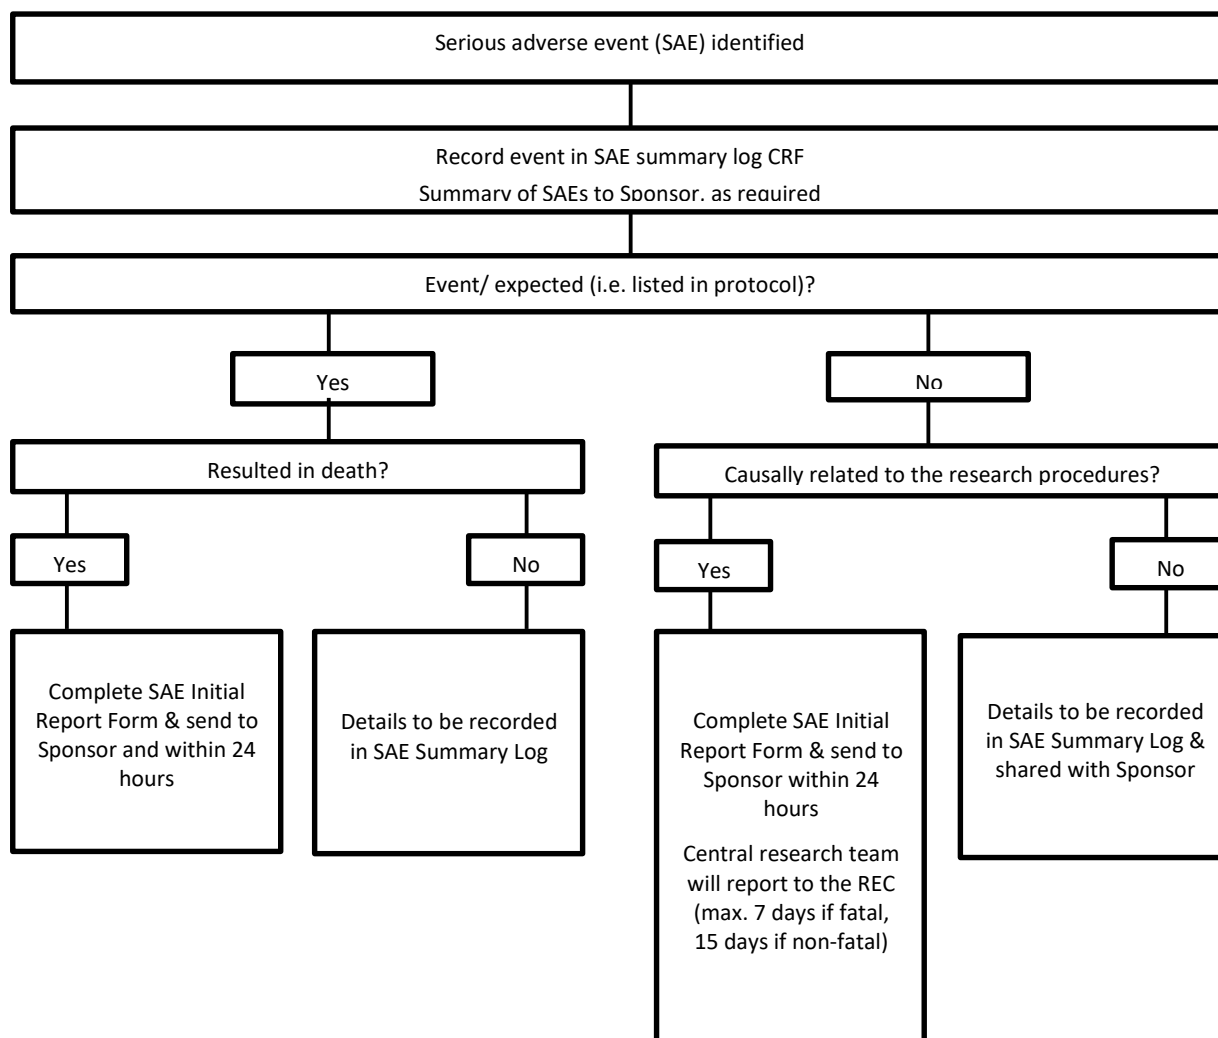 Serious adverse event (SAE) identified
Record event in SAE summary log CRF
Summary of SAEs to Sponsor, as required
Event/ expected (i.e. listed in protocol)?
Yes
No
Resulted in death?
Causally related to the research procedures?
Yes
No
Yes
No
Complete SAE Initial
Report Form & send to
Sponsor and within 24
hours
Details to be recorded
in SAE Summary Log
Complete SAE Initial
Report Form & send to
Sponsor within 24
hours
Central research team
will report to the REC
(max. 7 days if fatal,
15 days if non-fatal)
Details to be recorded
in SAE Summary Log &
shared with Sponsor